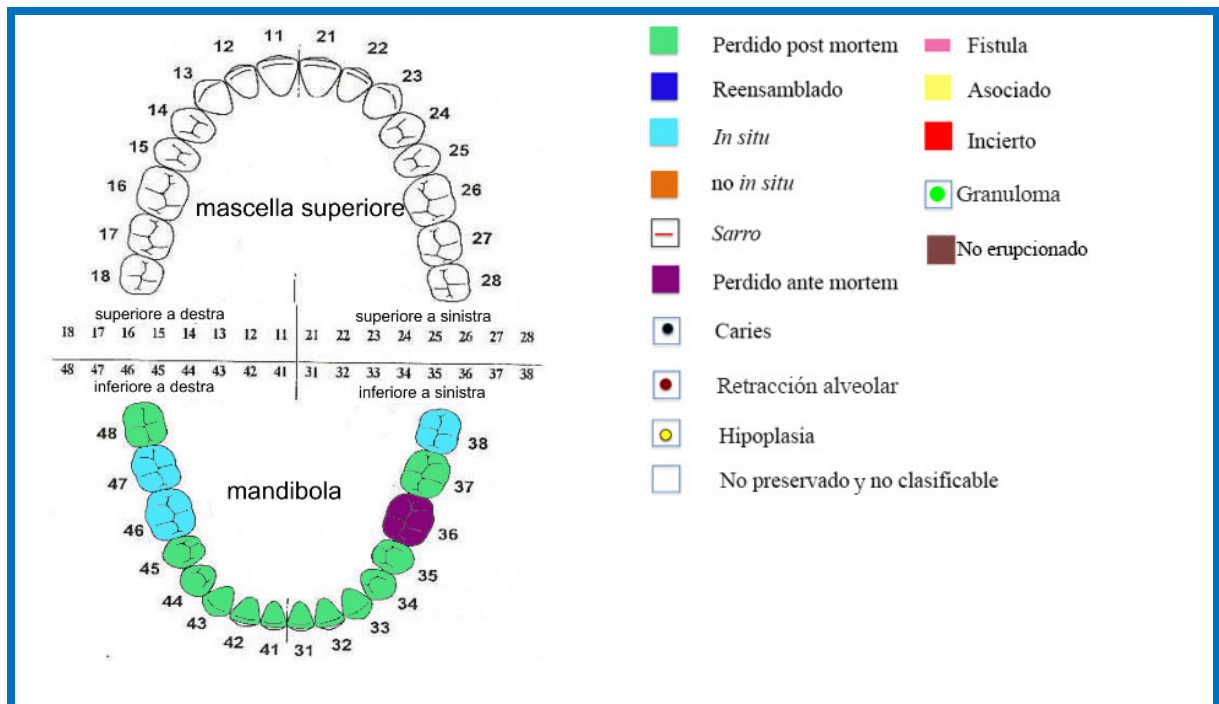 11 21
12 22
13 23
14 24
15 25
16 26
mascella superiore
17 27
18 28
superiore a destra superiore a sinistra
18 17 16 15 14 13 12 11 21 22 23 24 25 26 27 28
48 47 46 45 44 43 42 41 31 32 33 34 35 36 37 38
inferiore a destra inferiore a sinistra
48 38
47 37
mandibola
46 36
45 35
44 34
43 33
42 41 31 32
Perdido post mortem
Reensamblado
In situ
no in situ
Sarro
Perdido ante mortem
Caries
Retracción alveolar
Hipoplasia
No preservado y no clasificable
Fistula
Asociado
Incierto
Granuloma
No erupcionado